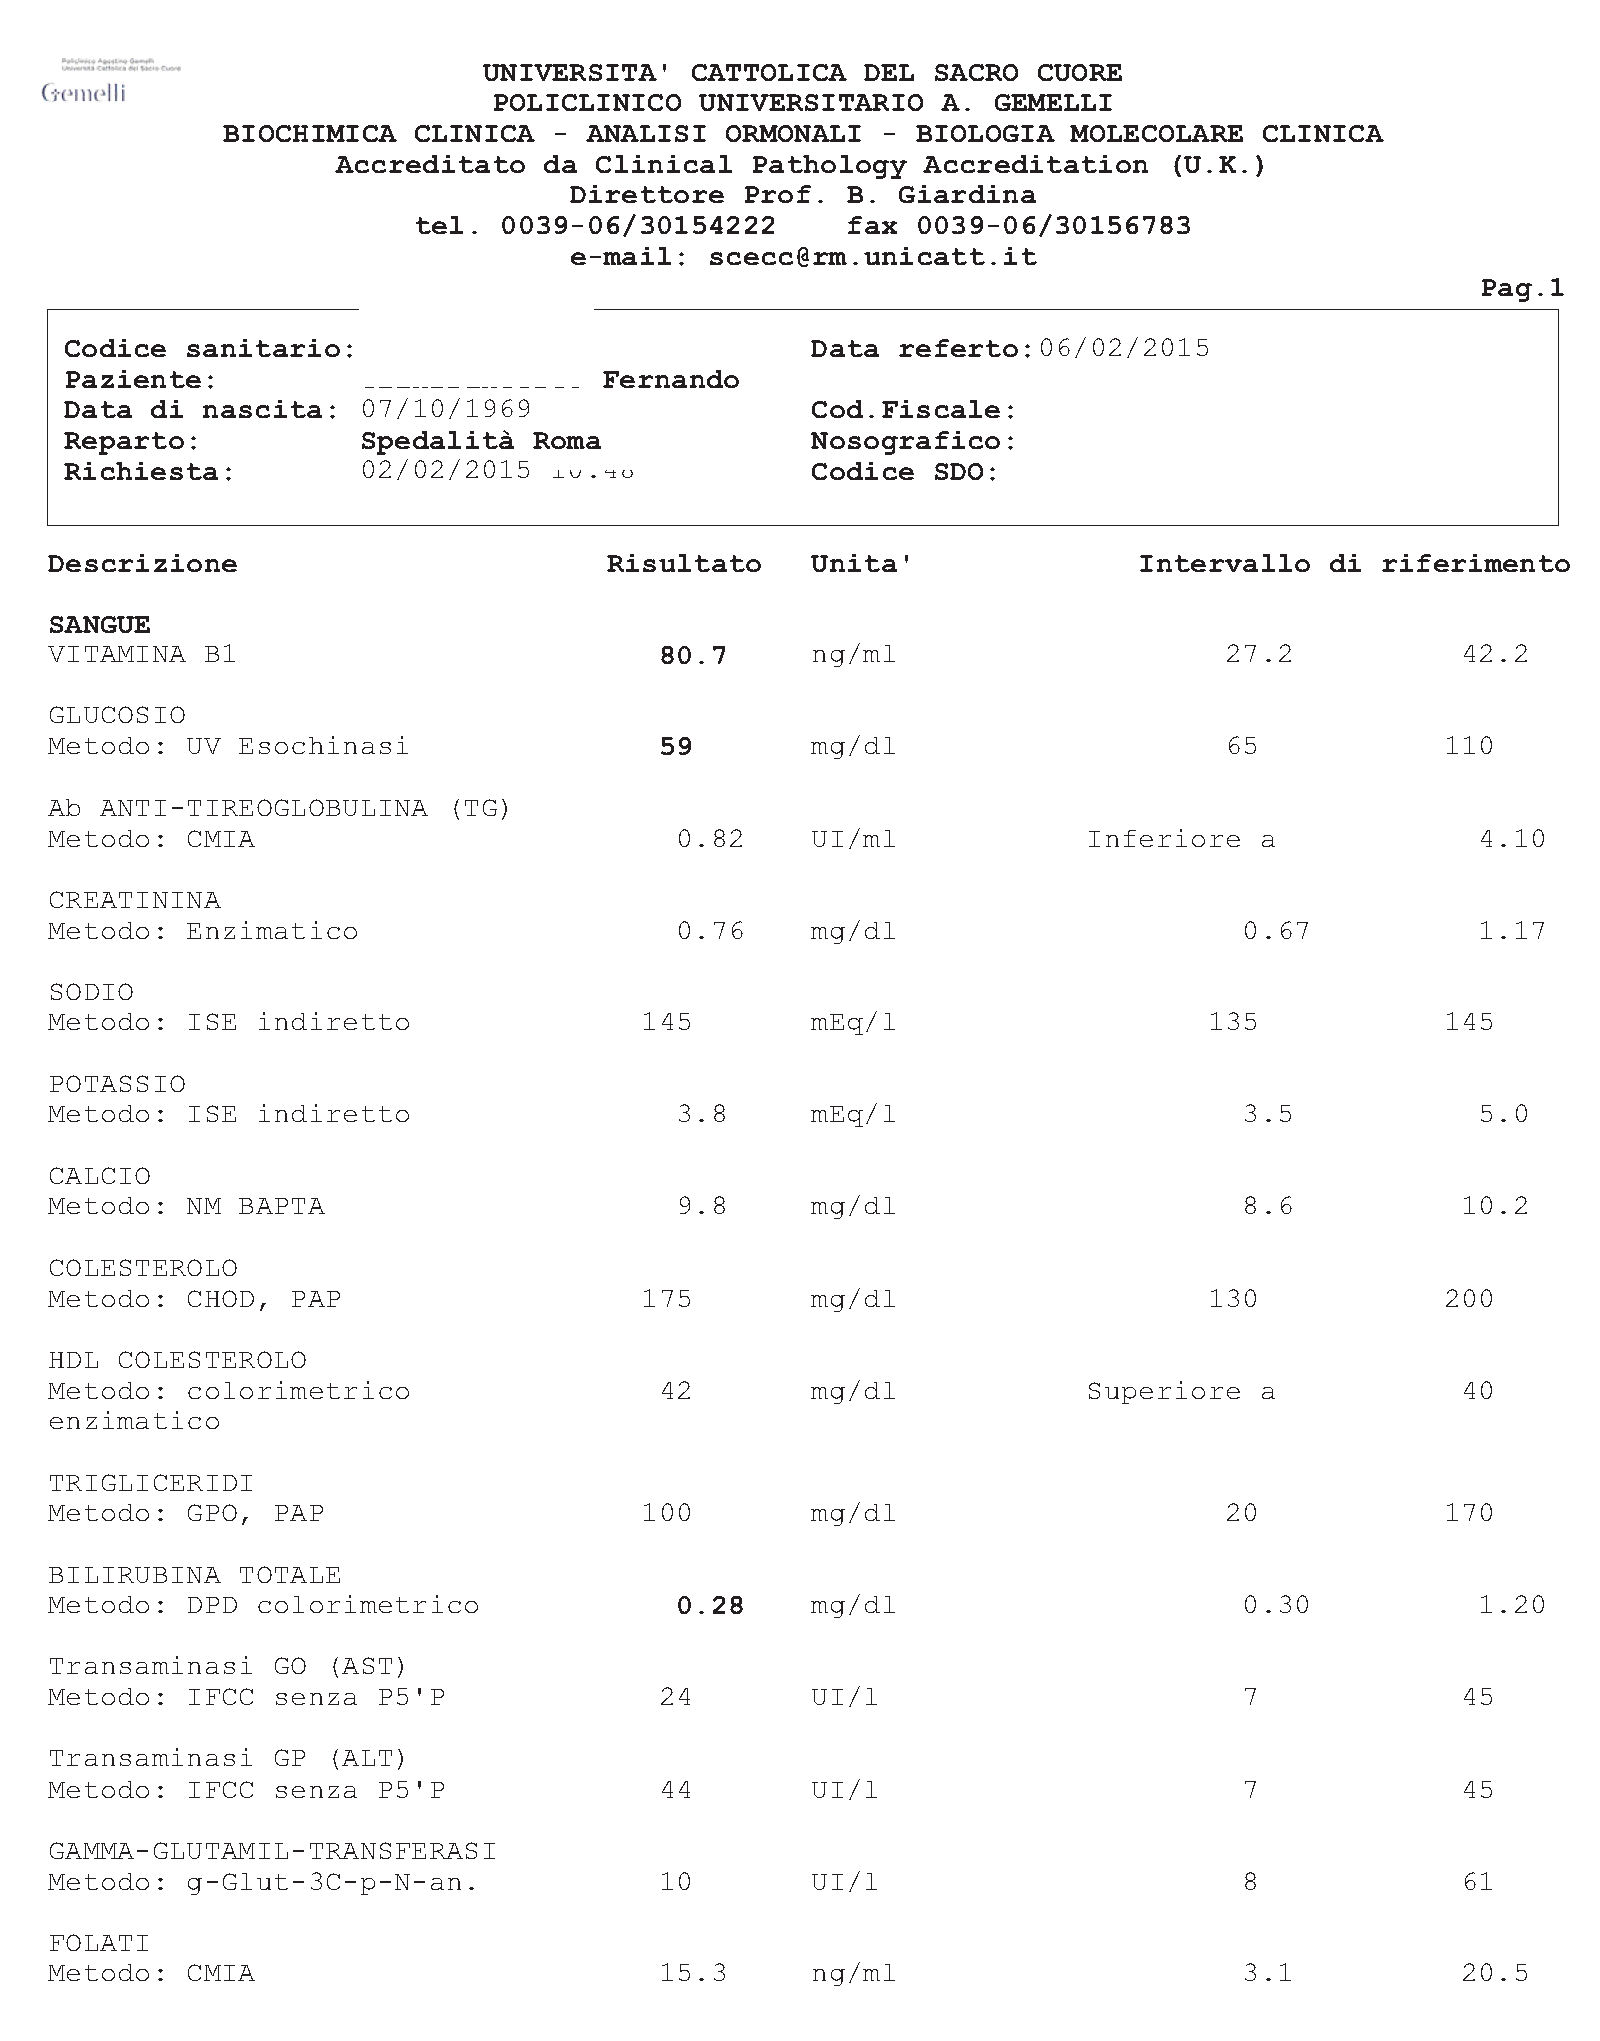 Policlinico Agostino Gemelli
Università Cattolica del Sacro Cuore
Gemelli
UNIVERSITA' CATTOLICA DEL SACRO CUORE
POLICLINICO UNIVERSITARIO A. GEMELLI
BIOCHIMICA CLINICA - ANALISI ORMONALI - BIOLOGIA MOLECOLARE CLINICA
Accreditato da Clinical Pathology Accreditation (U.K.)
Direttore Prof. B. Giardina
tel. 0039-06/30154222 fax 0039-06/30156783
e-mail: scecc@rm.unicatt.it
Pag.1
Codice sanitario: Data referto:06/02/2015
Paziente: Fernando
Data di nascita: 07/10/1969 Cod.Fiscale:
Reparto: Spedalità Roma Nosografico:
Richiesta: 02/02/2015 Codice SDO:
Descrizione Risultato Unita' Intervallo di riferimento
SANGUE
VITAMINA B1 80.7 ng/ml 27.2 42.2
GLUCOSIO
Metodo: UV Esochinasi 59 mg/dl 65 110
Ab ANTI-TIREOGLOBULINA (TG)
Metodo: CMIA 0.82 UI/ml Inferiore a 4.10
CREATININA
Metodo: Enzimatico 0.76 mg/dl 0.67 1.17
SODIO
Metodo: ISE indiretto 145 mEq/l 135 145
POTASSIO
Metodo: ISE indiretto 3.8 mEq/l 3.5 5.0
CALCIO
Metodo: NM BAPTA 9.8 mg/dl 8.6 10.2
COLESTEROLO
Metodo: CHOD, PAP 175 mg/dl 130 200
HDL COLESTEROLO
Metodo: colorimetrico 42 mg/dl Superiore a 40
enzimatico
TRIGLICERIDI
Metodo: GPO, PAP 100 mg/dl 20 170
BILIRUBINA TOTALE
Metodo: DPD colorimetrico 0.28 mg/dl 0.30 1.20
Transaminasi GO (AST)
Metodo: IFCC senza P5'P 24 UI/l 7 45
Transaminasi GP (ALT)
Metodo: IFCC senza P5'P 44 UI/l 7 45
GAMMA-GLUTAMIL-TRANSFERASI
Metodo: g-Glut-3C-p-N-an. 10 UI/l 8 61
FOLATI
Metodo: CMIA 15.3 ng/ml 3.1 20.5